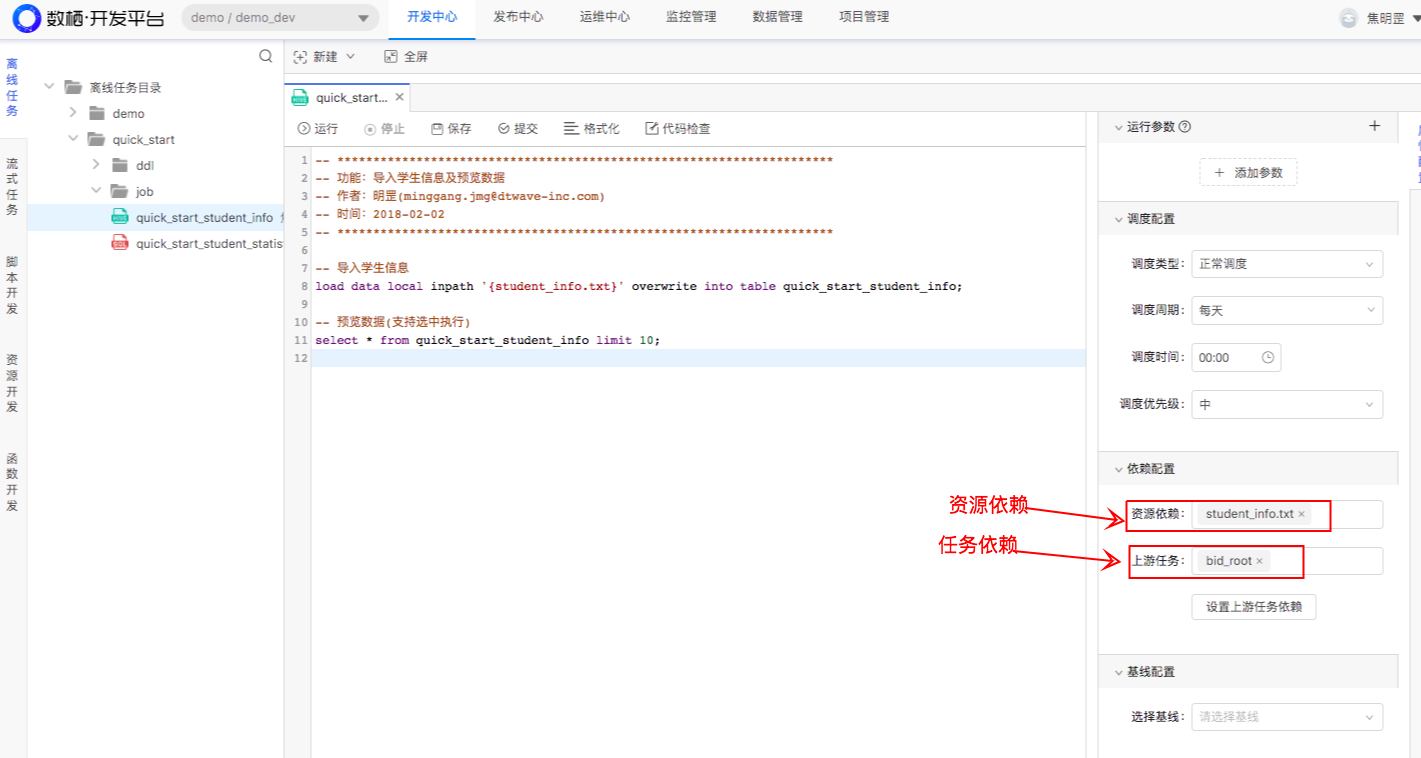 数栖·开发平台
demo / demo_dev
开发中心
发布中心
运维中心
监控管理
数据管理
项目管理
焦明罡
离线任务
流式任务
脚本开发
资源开发
函数开发
离线任务目录
demo
quick_start
ddl
job
quick_start_student_info
quick_start_student_statis
新建
全屏
quick_start...
运行
停止
保存
提交
格式化
代码检查
1 -- *********************************************************************
2 -- 功能: 导入学生信息及预览数据
3 -- 作者: 明罡(minggang.jmg@dtwave-inc.com)
4 -- 时间: 2018-02-02
5 -- *********************************************************************
6
7 -- 导入学生信息
8 load data local inpath '{student_info.txt}' overwrite into table quick_start_student_info;
9
10 -- 预览数据(支持选中执行)
11 select * from quick_start_student_info limit 10;
12
运行参数
+ 添加参数
调度配置
调度类型: 正常调度
调度周期: 每天
调度时间: 00:00
调度优先级: 中
依赖配置
资源依赖
资源依赖: student_info.txt ×
任务依赖
上游任务: bid_root ×
设置上游任务依赖
基线配置
选择基线: 请选择基线